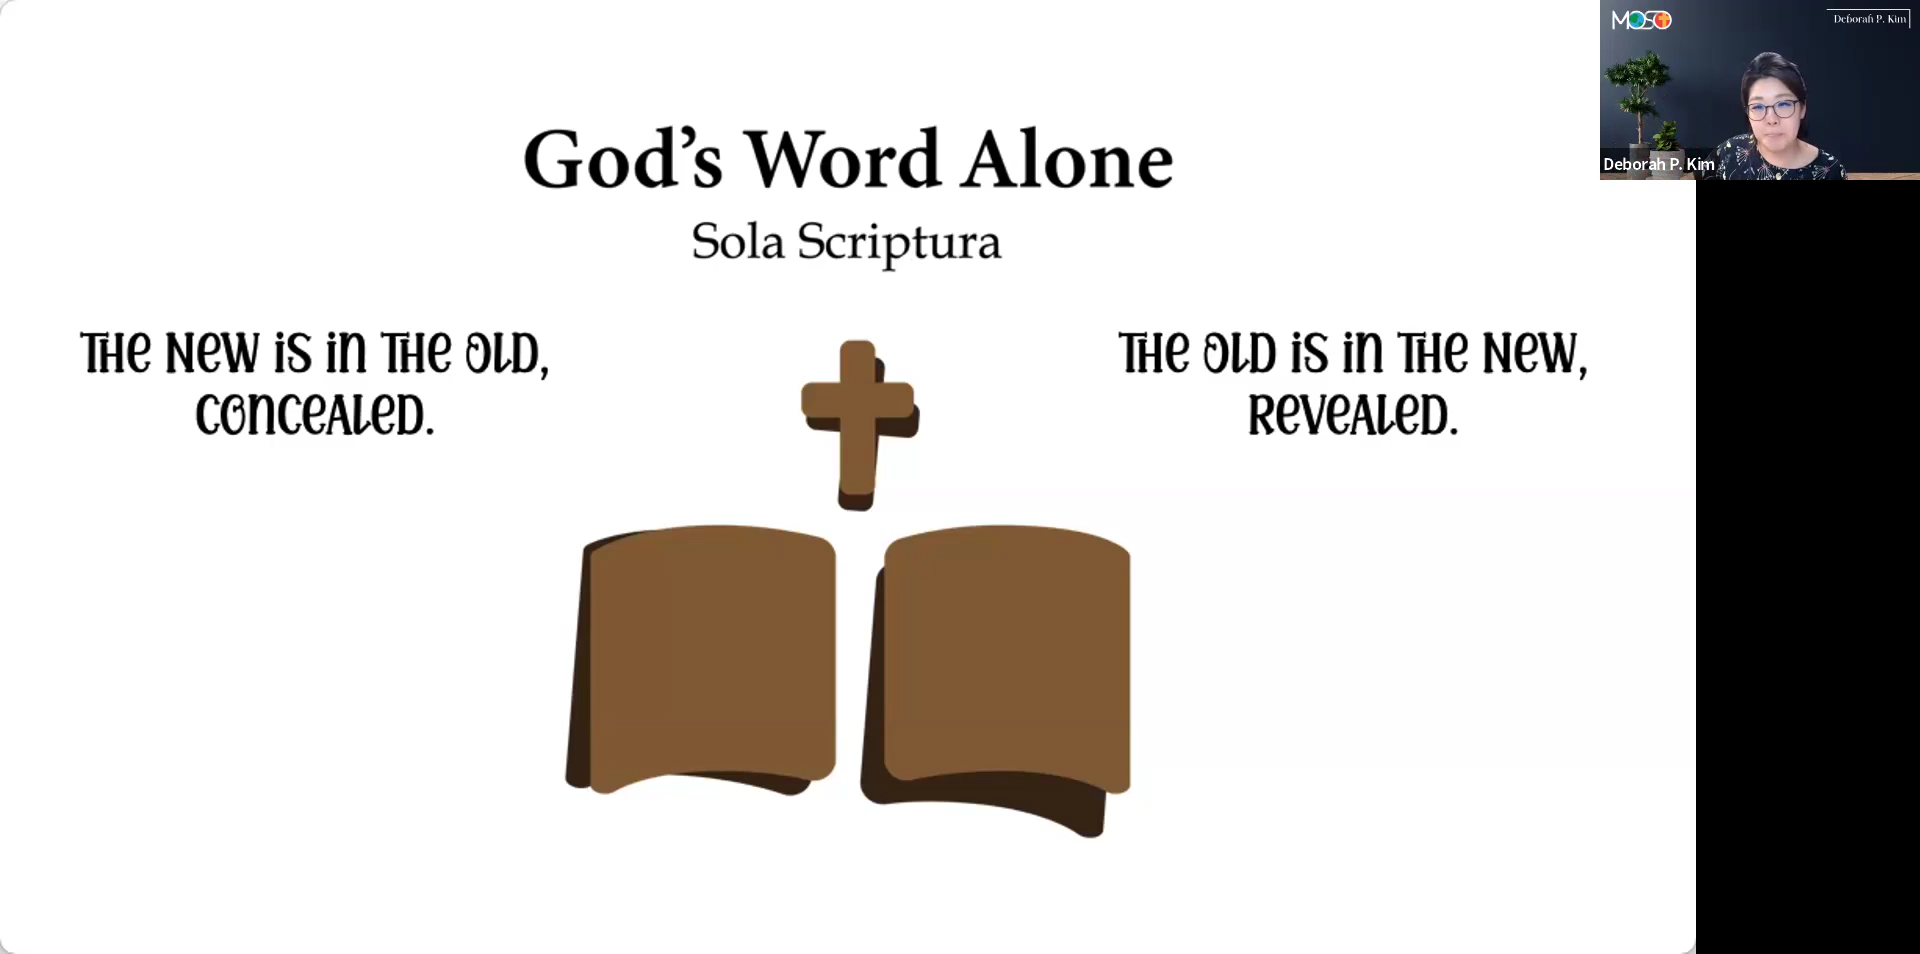 God's Word Alone
Sola Scriptura
THE NEW IS IN THE OLD,
CONCEALED.
THE OLD IS IN THE NEW,
REVEALED.
MOSO
Deborah P. Kim
Deborah P. Kim